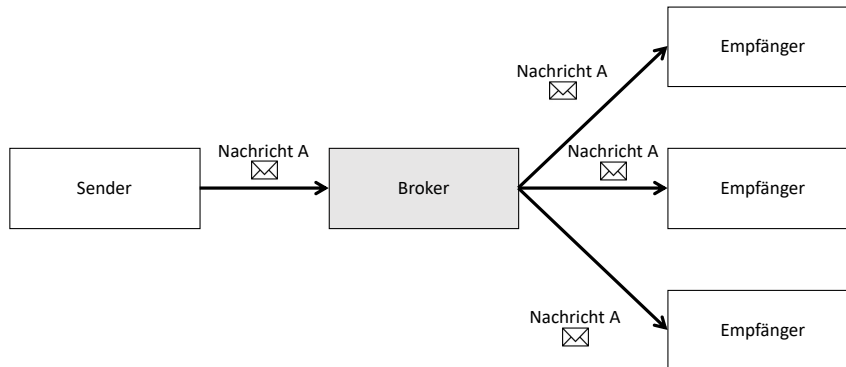 Empfänger
Nachricht A
Nachricht A
Nachricht A
Sender
Broker
Empfänger
Nachricht A
Empfänger